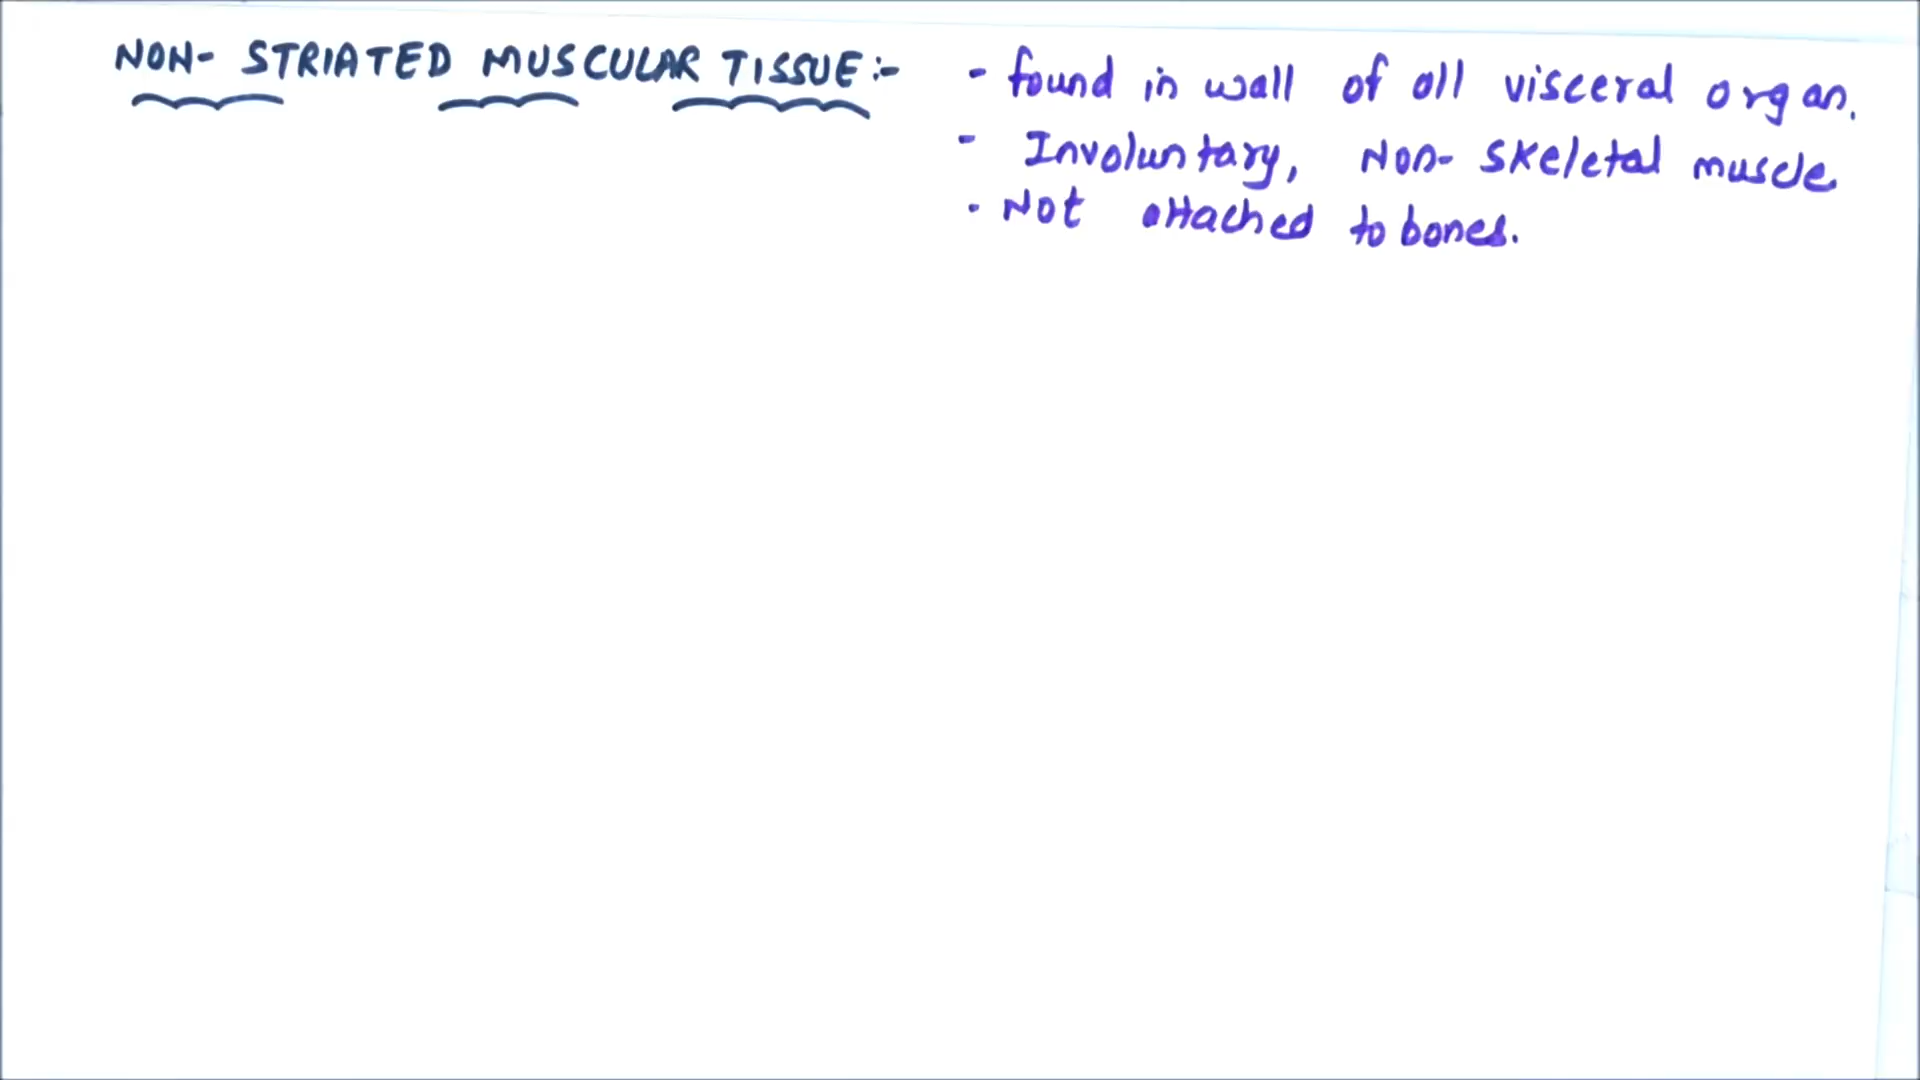 NON- STRIATED MUSCULAR TISSUE:-
- found in wall of all visceral organ.
- Involuntary, Non- skeletal muscle
- Not attached to bones.